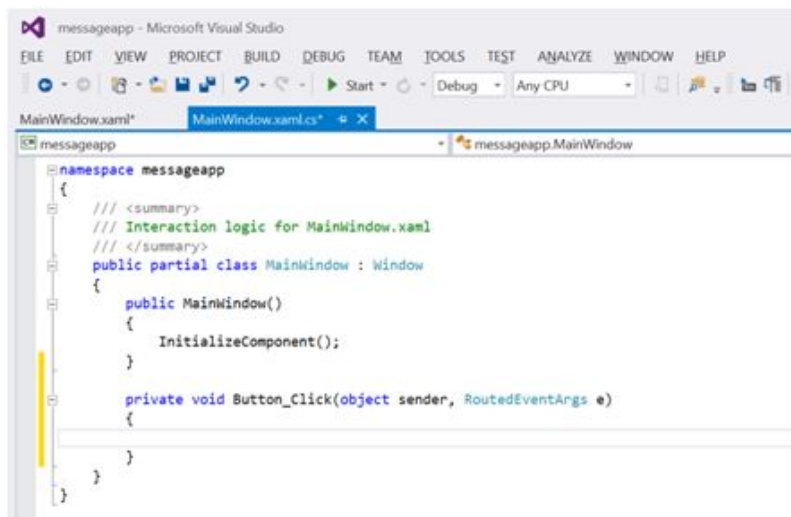 messageapp - Microsoft Visual Studio
FILE EDIT VIEW PROJECT BUILD DEBUG TEAM TOOLS TEST ANALYZE WINDOW HELP
Start Debug Any CPU
MainWindow.xaml* MainWindow.xaml.cs*
messageapp messageapp.MainWindow
namespace messageapp
{
/// <summary>
/// Interaction logic for MainWindow.xaml
/// </summary>
public partial class MainWindow : Window
{
public MainWindow()
{
InitializeComponent();
}
private void Button_Click(object sender, RoutedEventArgs e)
{
}
}
}